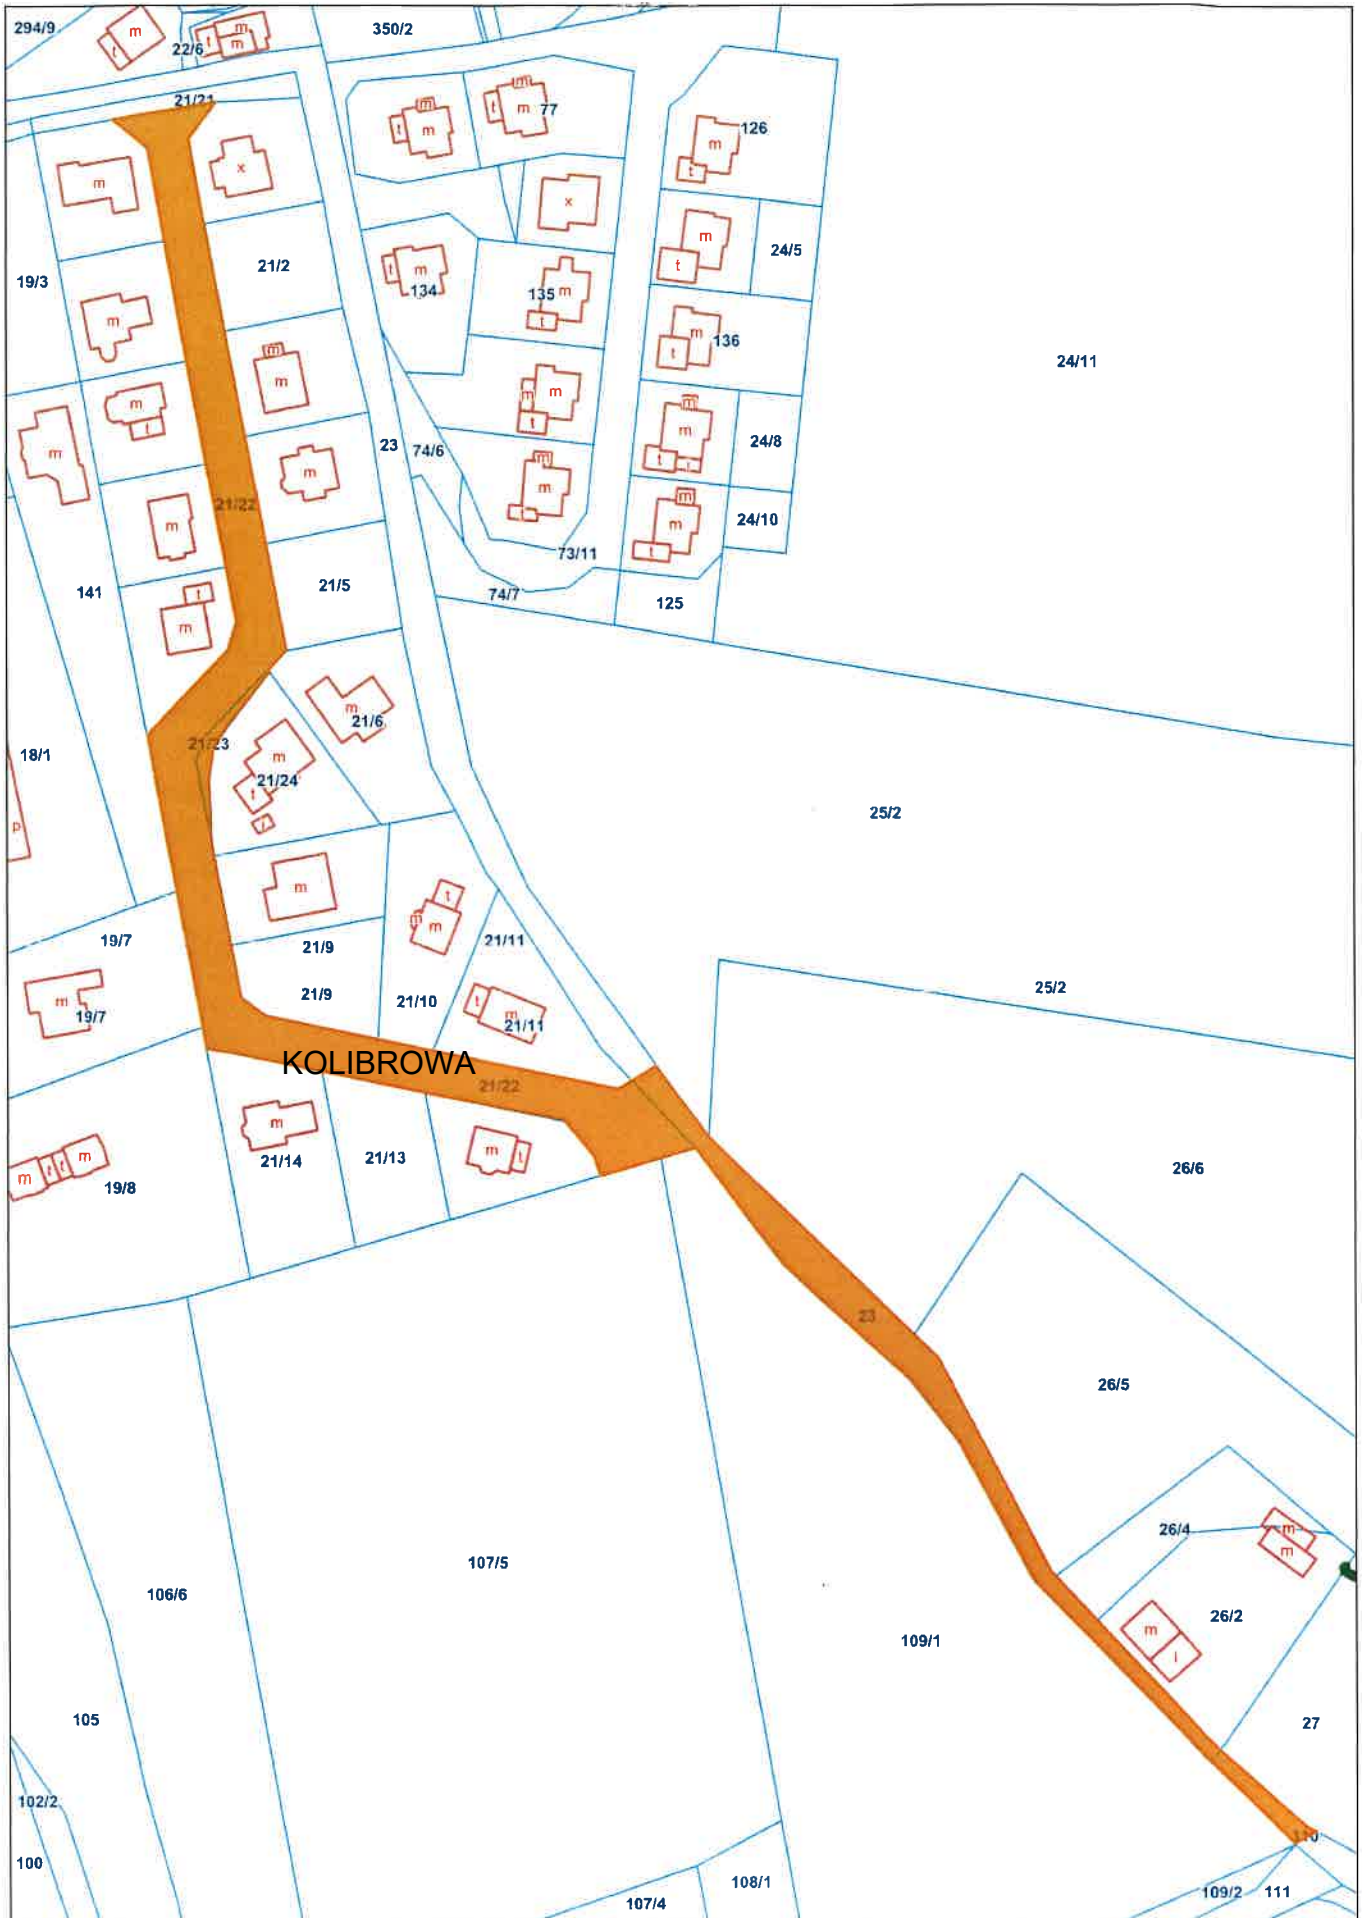 294/9
m
t
22/6
t
m
m
350/2
21/21
m
t
m
t
m
m
77
126
m
t
m
x
x
19/3
21/2
t
m
134
135
m
t
m
t
24/5
m
m
m
136
t
24/11
m
m
m
t
m
m
t
m
m
t
t
24/8
23
74/6
m
m
21/22
m
m
t
m
m
t
24/10
73/11
141
t
m
21/5
74/7
125
m
21/6
18/1
21/23
m
21/24
t
p
25/2
m
t
m
m
19/7
21/9
21/11
m
19/7
21/9
21/10
t
m
21/11
25/2
KOLIBROWA
21/22
m
21/14
21/13
m
t
m
t
t
m
19/8
26/6
23
26/5
26/4
m
m
107/5
106/6
109/1
m
26/2
105
27
102/2
100
110
107/4
108/1
109/2
111